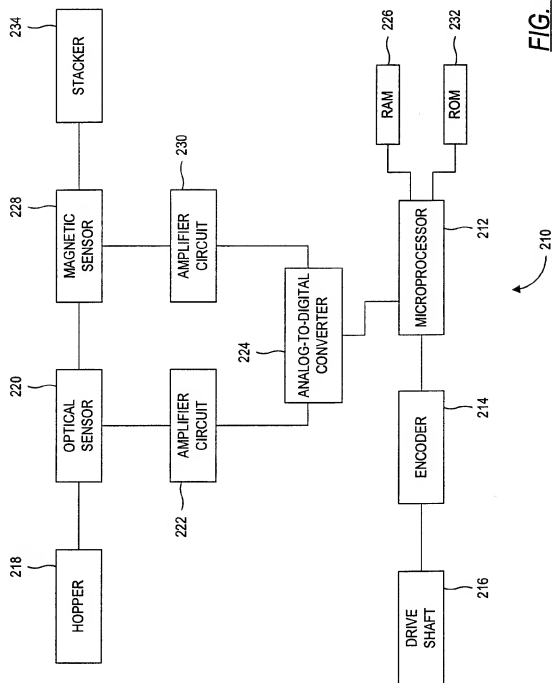 234
STACKER
228
MAGNETIC
SENSOR
220
OPTICAL
SENSOR
218
HOPPER
230
AMPLIFIER
CIRCUIT
222
AMPLIFIER
CIRCUIT
224
ANALOG-TO-DIGITAL
CONVERTER
226
RAM
232
ROM
MICROPROCESSOR
212
ENCODER
214
DRIVE
SHAFT
216
210
FIG.